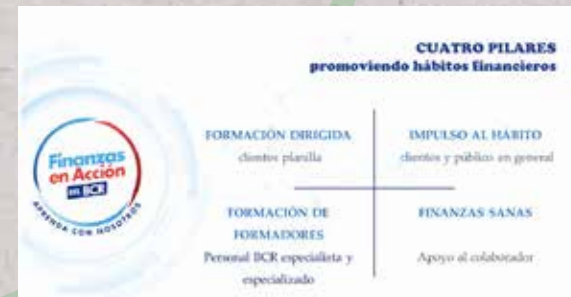 CUATRO PILARES
promoviendo hábitos financieros
Finanzas
en Acción
BCR
APRENDA CON NOSOTROS
FORMACIÓN DIRIGIDA
clientes planilla
IMPULSO AL HÁBITO
clientes y público en general
FORMACIÓN DE
FORMADORES
Personal BCR especialista y
especializado
FINANZAS SANAS
Apoyo al colaborador